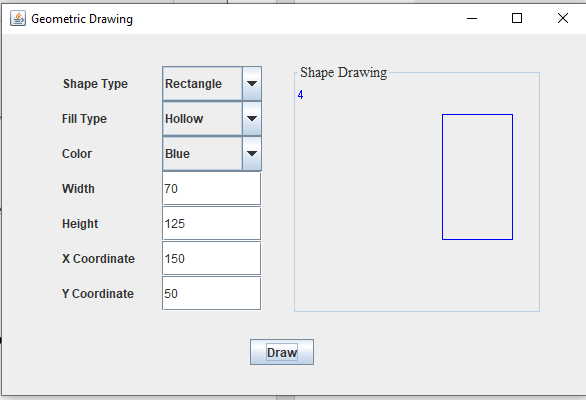 Geometric Drawing
Shape Type Rectangle
Fill Type Hollow
Color Blue
Width 70
Height 125
X Coordinate 150
Y Coordinate 50
Shape Drawing
4
Draw